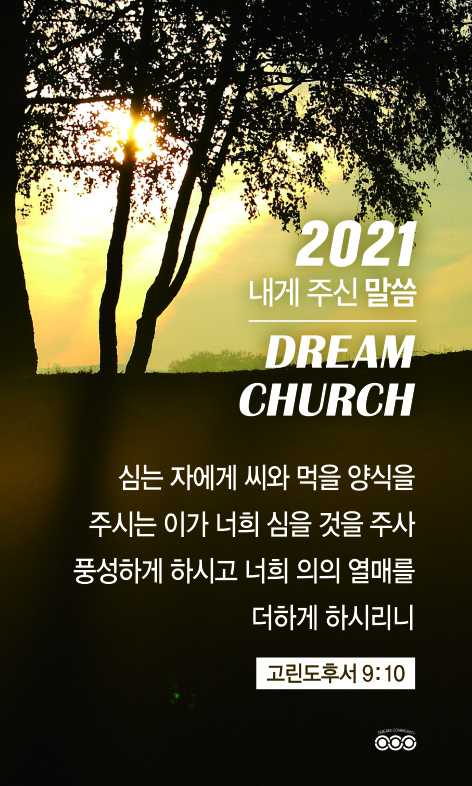 2021
내게 주신 말씀
DREAM
CHURCH
심는 자에게 씨와 먹을 양식을
주시는 이가 너희 심을 것을 주사
풍성하게 하시고 너희 의의 열매를
더하게 하시리니
고린도후서 9:10
DREAM COMMUNITY